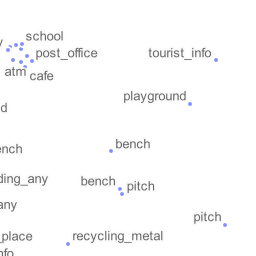 y
school
post_office
tourist_info
atm
cafe
playground
d
bench
ench
ding_any
bench
pitch
any
pitch
_place
recycling_metal
nfo